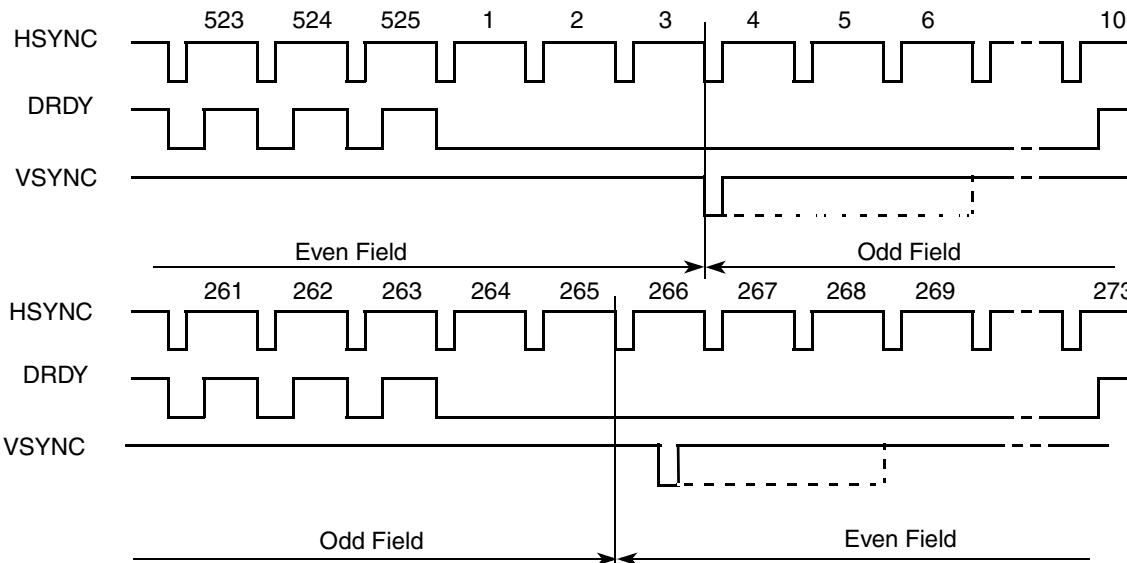 523 524 525 1 2 3 4 5 6 10
HSYNC
DRDY
VSYNC
Even Field Odd Field
261 262 263 264 265 266 267 268 269 273
HSYNC
DRDY
VSYNC
Odd Field Even Field